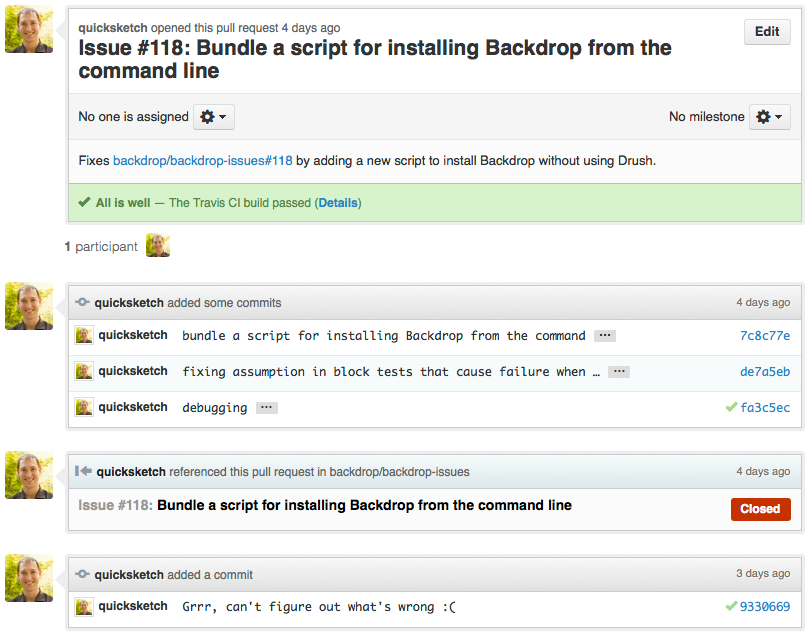 quicksketch opened this pull request 4 days ago
Edit
Issue #118: Bundle a script for installing Backdrop from the
command line
No one is assigned
No milestone
Fixes backdrop/backdrop-issues#118 by adding a new script to install Backdrop without using Drush.
All is well — The Travis CI build passed (Details)
1 participant
quicksketch added some commits 4 days ago
quicksketch bundle a script for installing Backdrop from the command ... 7c8c77e
quicksketch fixing assumption in block tests that cause failure when … ... de7a5eb
quicksketch debugging ... fa3c5ec
quicksketch referenced this pull request in backdrop/backdrop-issues 4 days ago
Issue #118: Bundle a script for installing Backdrop from the command line Closed
quicksketch added a commit 3 days ago
quicksketch Grrr, can't figure out what's wrong :( 9330669